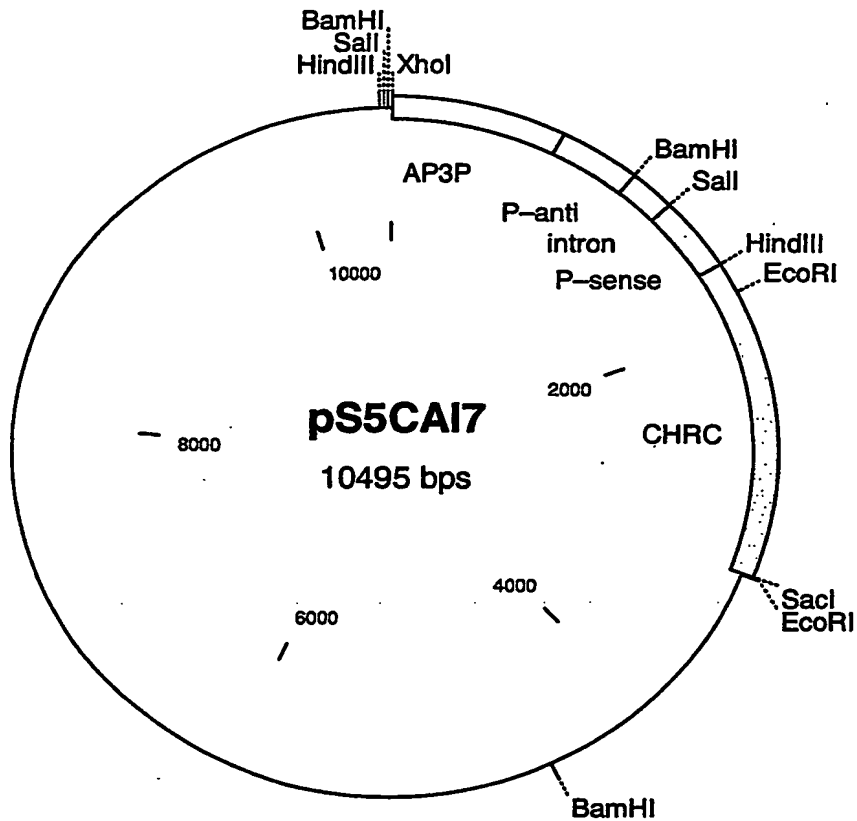 BamHI
SalI
HindIII XhoI
BamHI
AP3P
SalI
P–anti
intron
HindIII
10000
P–sense
EcoRI
2000
pS5CAI7
CHRC
8000
10495 bps
4000
SacI
6000
EcoRI
BamHI